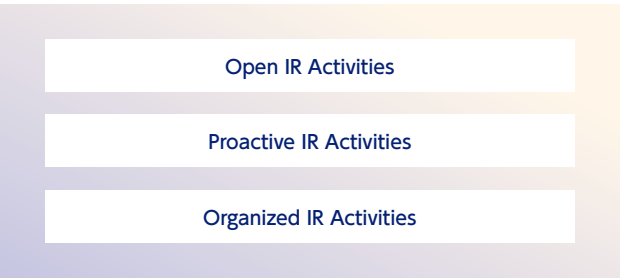 Open IR Activities
Proactive IR Activities
Organized IR Activities